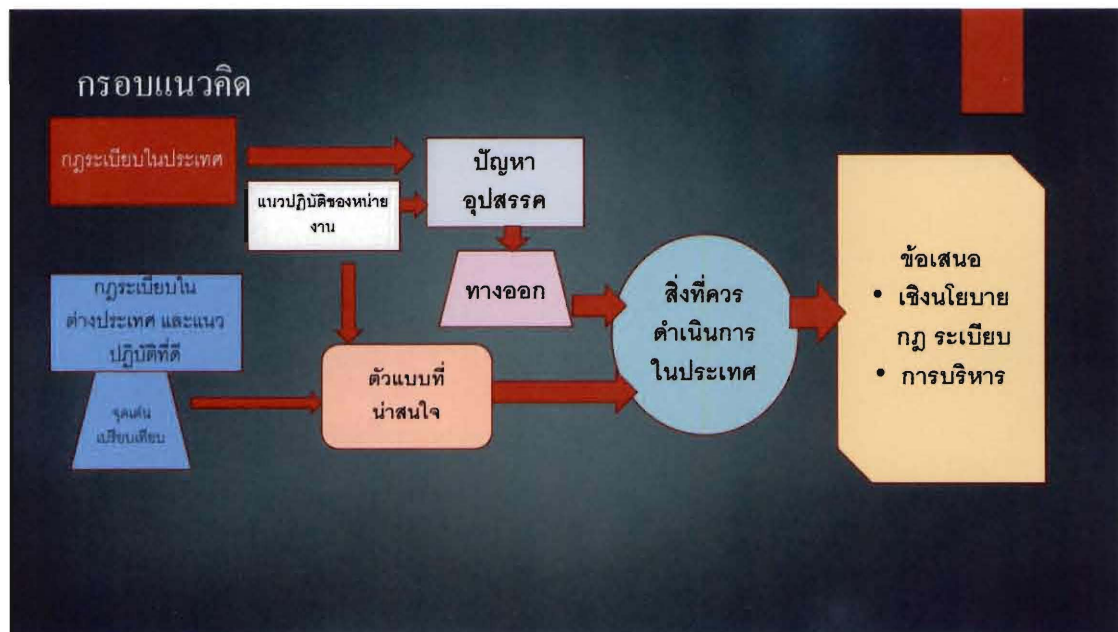 กรอบแนวคิด
กฎระเบียบในประเทศ
แนวปฏิบัติของหน่าย
งาน
ปัญหา
อุปสรรค
ทางออก
กฎระเบียบใน
ต่างประเทศ และแนว
ปฏิบัติที่ดี
จุดเด่น
เปรียบเทียบ
ตัวแบบที่
น่าสนใจ
สิ่งที่ควร
ดำเนินการ
ในประเทศ
ข้อเสนอ
• เชิงนโยบาย
กฎ ระเบียบ
• การบริหาร